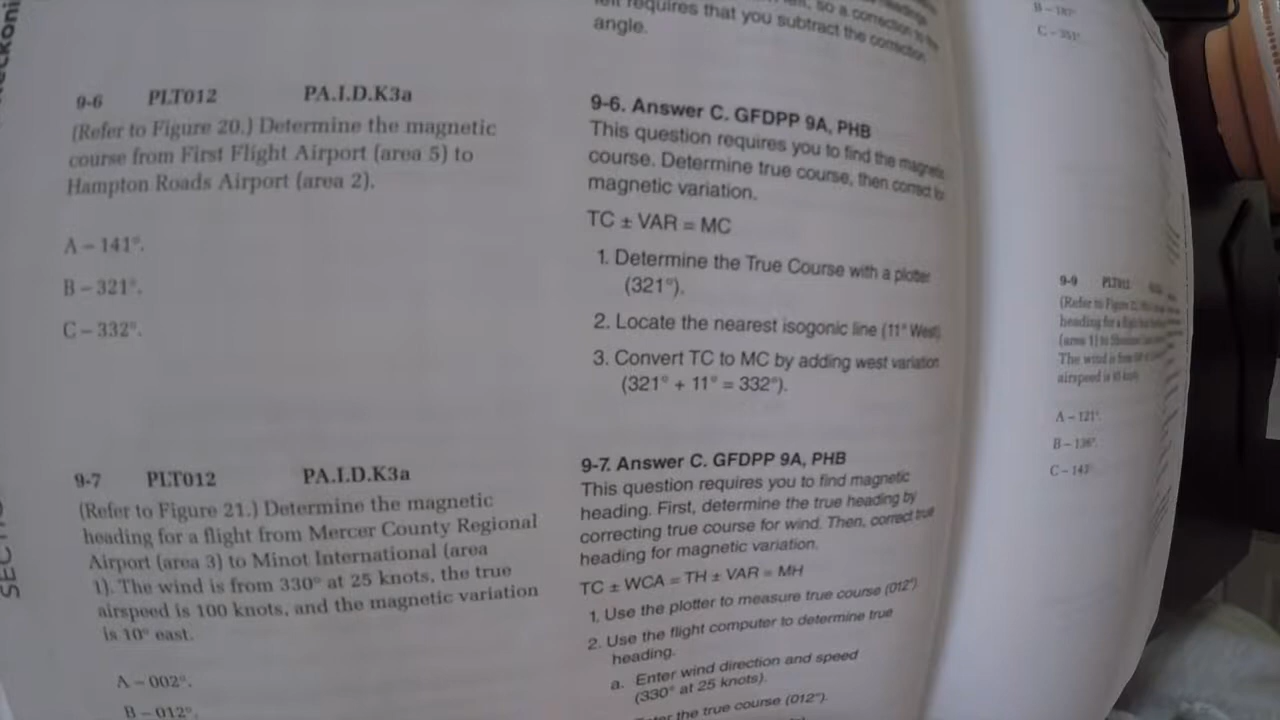 requires that you subtract the correction
angle.
9-6 PLT012 PA.I.D.K3a
(Refer to Figure 20.) Determine the magnetic
course from First Flight Airport (area 5) to
Hampton Roads Airport (area 2).
A – 141°.
B – 321°.
C – 332°.
9-6. Answer C. GFDPP 9A, PHB
This question requires you to find the magnetic
course. Determine true course, then correct for
magnetic variation.
TC ± VAR = MC
1. Determine the True Course with a plotter
(321°).
2. Locate the nearest isogonic line (11° West)
3. Convert TC to MC by adding west variation
(321° + 11° = 332°).
9-7 PLT012 PA.I.D.K3a
(Refer to Figure 21.) Determine the magnetic
heading for a flight from Mercer County Regional
Airport (area 3) to Minot International (area
1). The wind is from 330° at 25 knots, the true
airspeed is 100 knots, and the magnetic variation
is 10° east.
A – 002°.
B – 012°.
9-7. Answer C. GFDPP 9A, PHB
This question requires you to find magnetic
heading. First, determine the true heading by
correcting true course for wind. Then, correct true
heading for magnetic variation.
TC ± WCA = TH ± VAR = MH
1. Use the plotter to measure true course (012°)
2. Use the flight computer to determine true
heading.
a. Enter wind direction and speed
(330° at 25 knots).
the true course (012°).
9-9
(Refer to Figure
heading for a flight
(area 1) to
The wind is from
airspeed is
A – 121°.
B – 136°.
C – 143